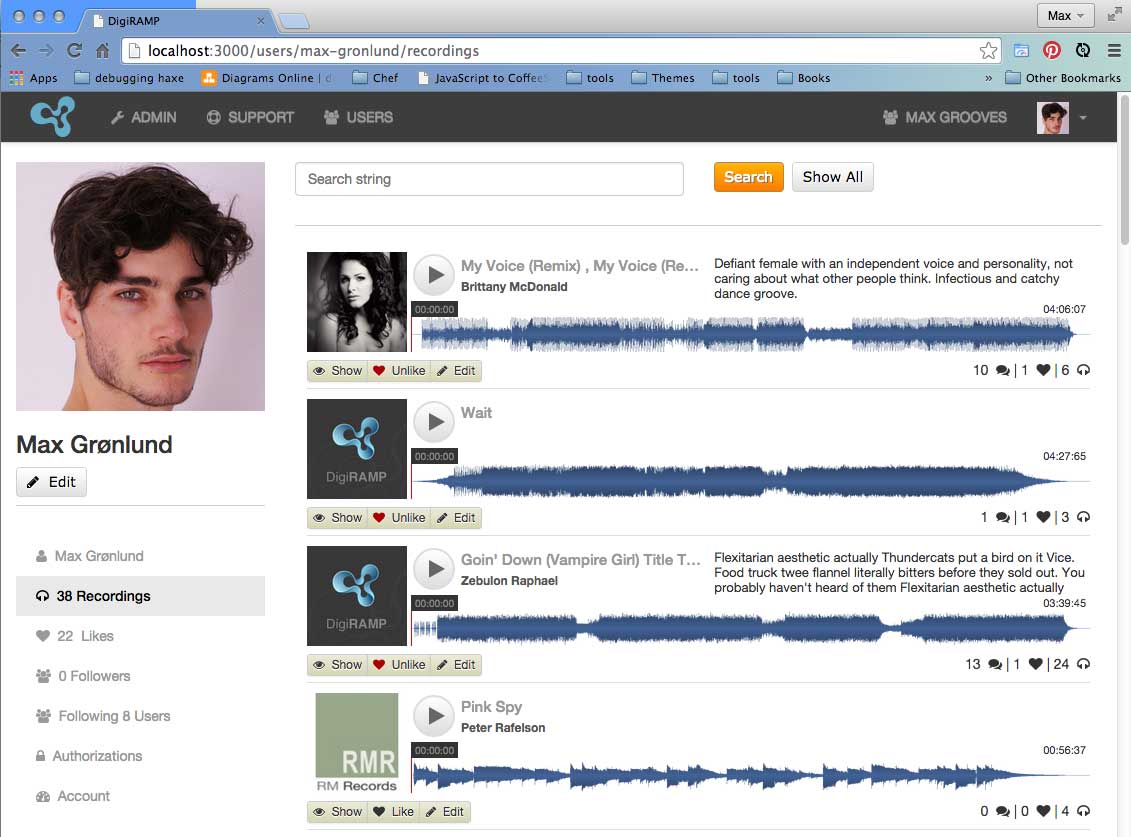 DigiRAMP
Max
localhost:3000/users/max-gronlund/recordings
Apps debugging haxe Diagrams Online | d Chef JavaScript to CoffeeS tools Themes tools Books » Other Bookmarks
ADMIN SUPPORT USERS MAX GROOVES
Search string Search Show All
Max Grønlund
Edit
Max Grønlund
38 Recordings
22 Likes
0 Followers
Following 8 Users
Authorizations
Account
My Voice (Remix) , My Voice (Re...
Brittany McDonald
Defiant female with an independent voice and personality, not
caring about what other people think. Infectious and catchy
dance groove.
00:00:00 04:06:07
Show Unlike Edit 10 | 1 | 6
Wait
DigiRAMP
00:00:00 04:27:65
Show Unlike Edit 1 | 1 | 3
Goin' Down (Vampire Girl) Title T...
Zebulon Raphael
Flexitarian aesthetic actually Thundercats put a bird on it Vice.
Food truck twee flannel literally bitters before they sold out. You
probably haven't heard of them Flexitarian aesthetic actually
DigiRAMP
00:00:00 03:39:45
Show Unlike Edit 13 | 1 | 24
Pink Spy
Peter Rafelson
RMR
RM Records
00:00:00 00:56:37
Show Like Edit 0 | 0 | 4